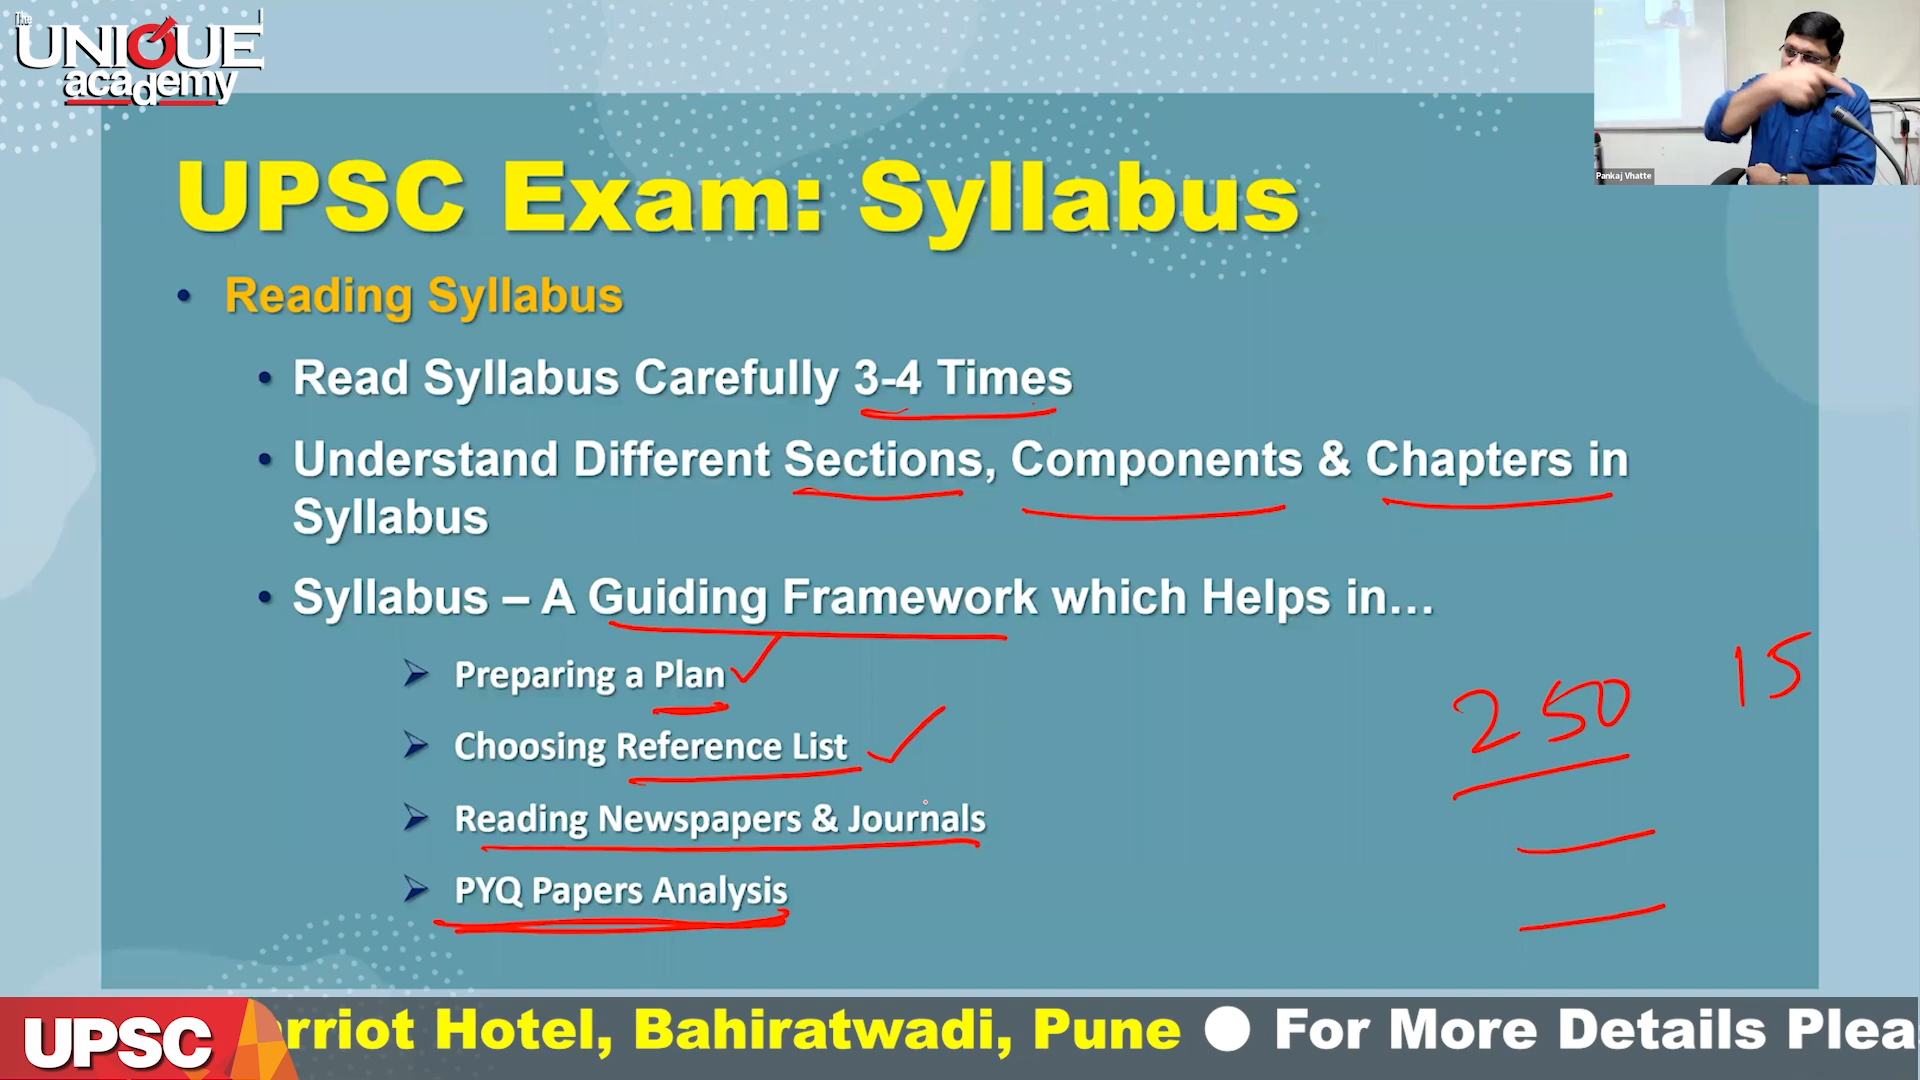 The
UNIQUE
academy
Pankaj Vhatte
UPSC Exam: Syllabus
• Reading Syllabus
• Read Syllabus Carefully 3-4 Times
• Understand Different Sections, Components & Chapters in
Syllabus
• Syllabus – A Guiding Framework which Helps in...
➢ Preparing a Plan
➢ Choosing Reference List
➢ Reading Newspapers & Journals
➢ PYQ Papers Analysis
250
15
UPSC
rriot Hotel, Bahiratwadi, Pune ● For More Details Plea